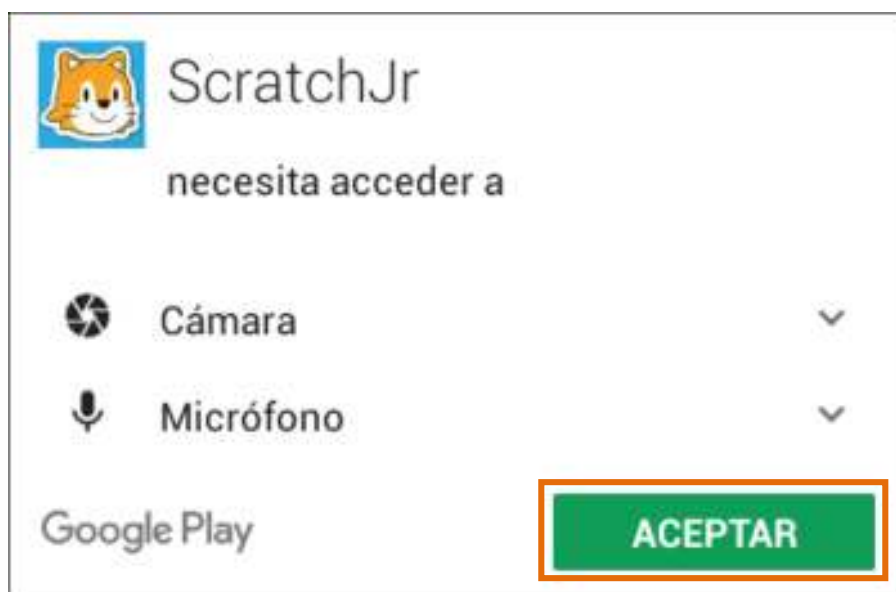 ScratchJr
necesita acceder a
Cámara
Micrófono
Google Play
ACEPTAR